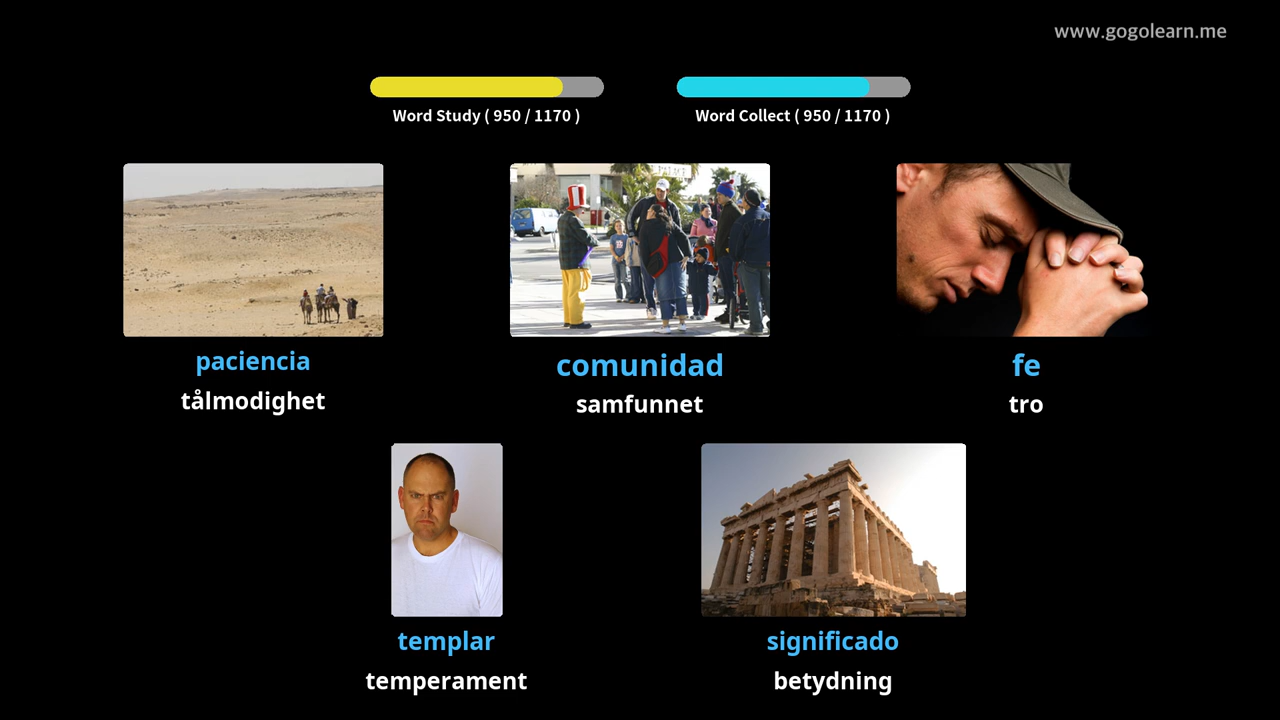 www.gogolearn.me
Word Study ( 950 / 1170 )
Word Collect ( 950 / 1170 )
paciencia
tålmodighet
comunidad
samfunnet
fe
tro
templar
temperament
significado
betydning